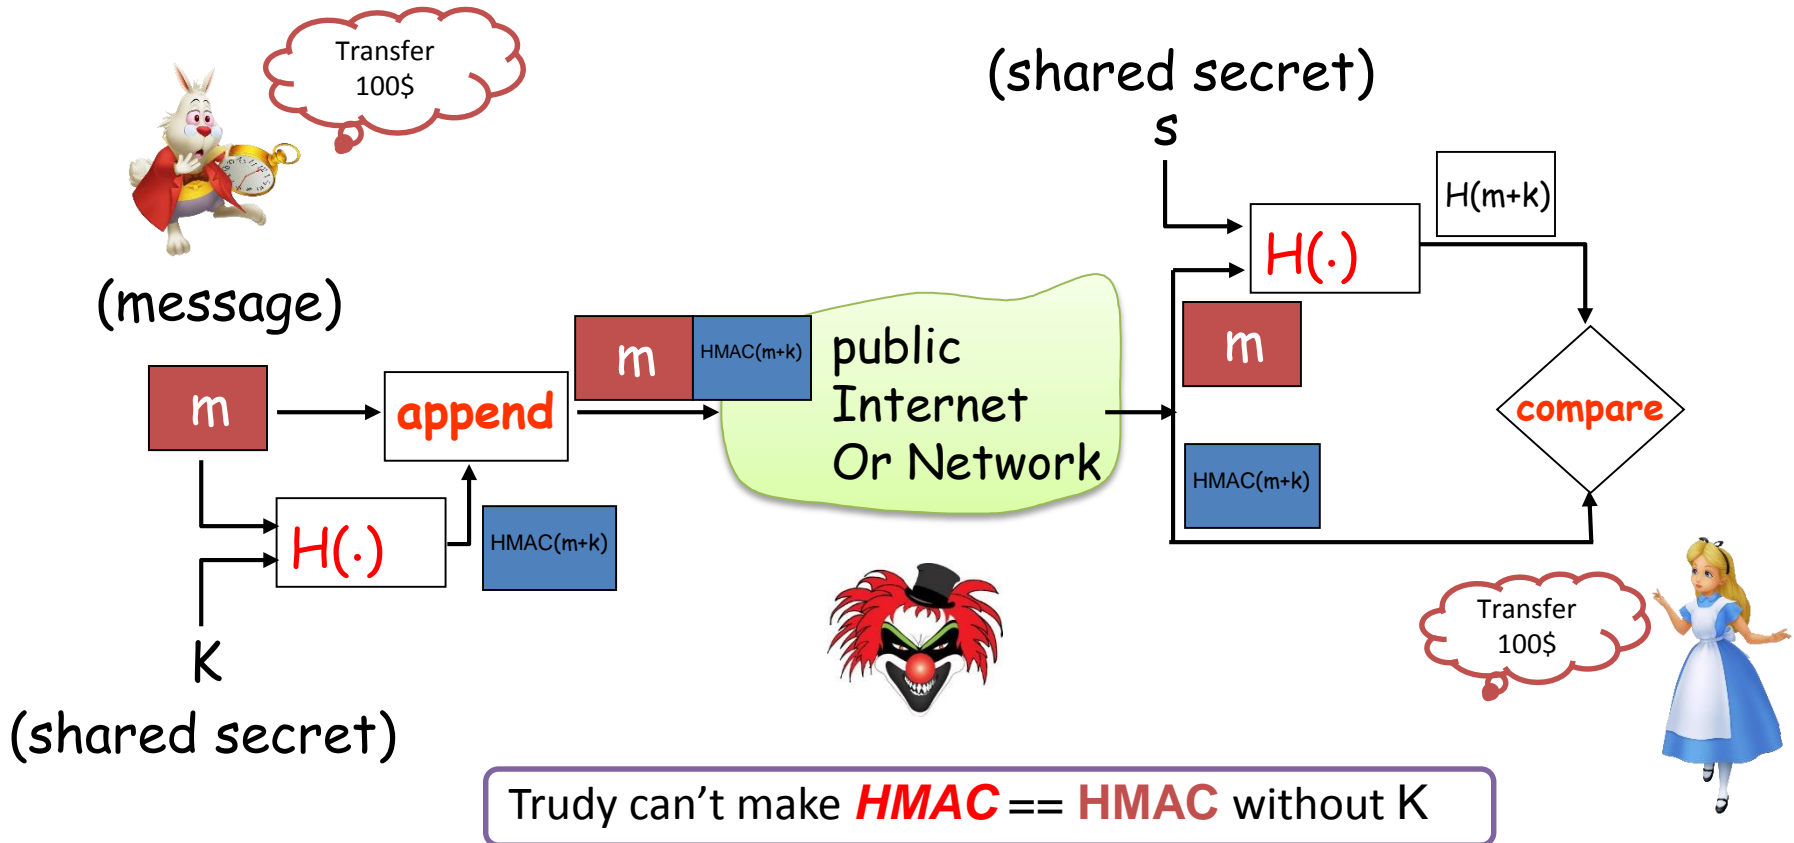 Transfer
100$
(shared secret)
s
H(m+k)
H(.)
(message)
m
append
m
HMAC(m+k)
public
Internet
Or Network
m
compare
HMAC(m+k)
H(.)
HMAC(m+k)
K
(shared secret)
Transfer
100$
Trudy can't make HMAC == HMAC without K